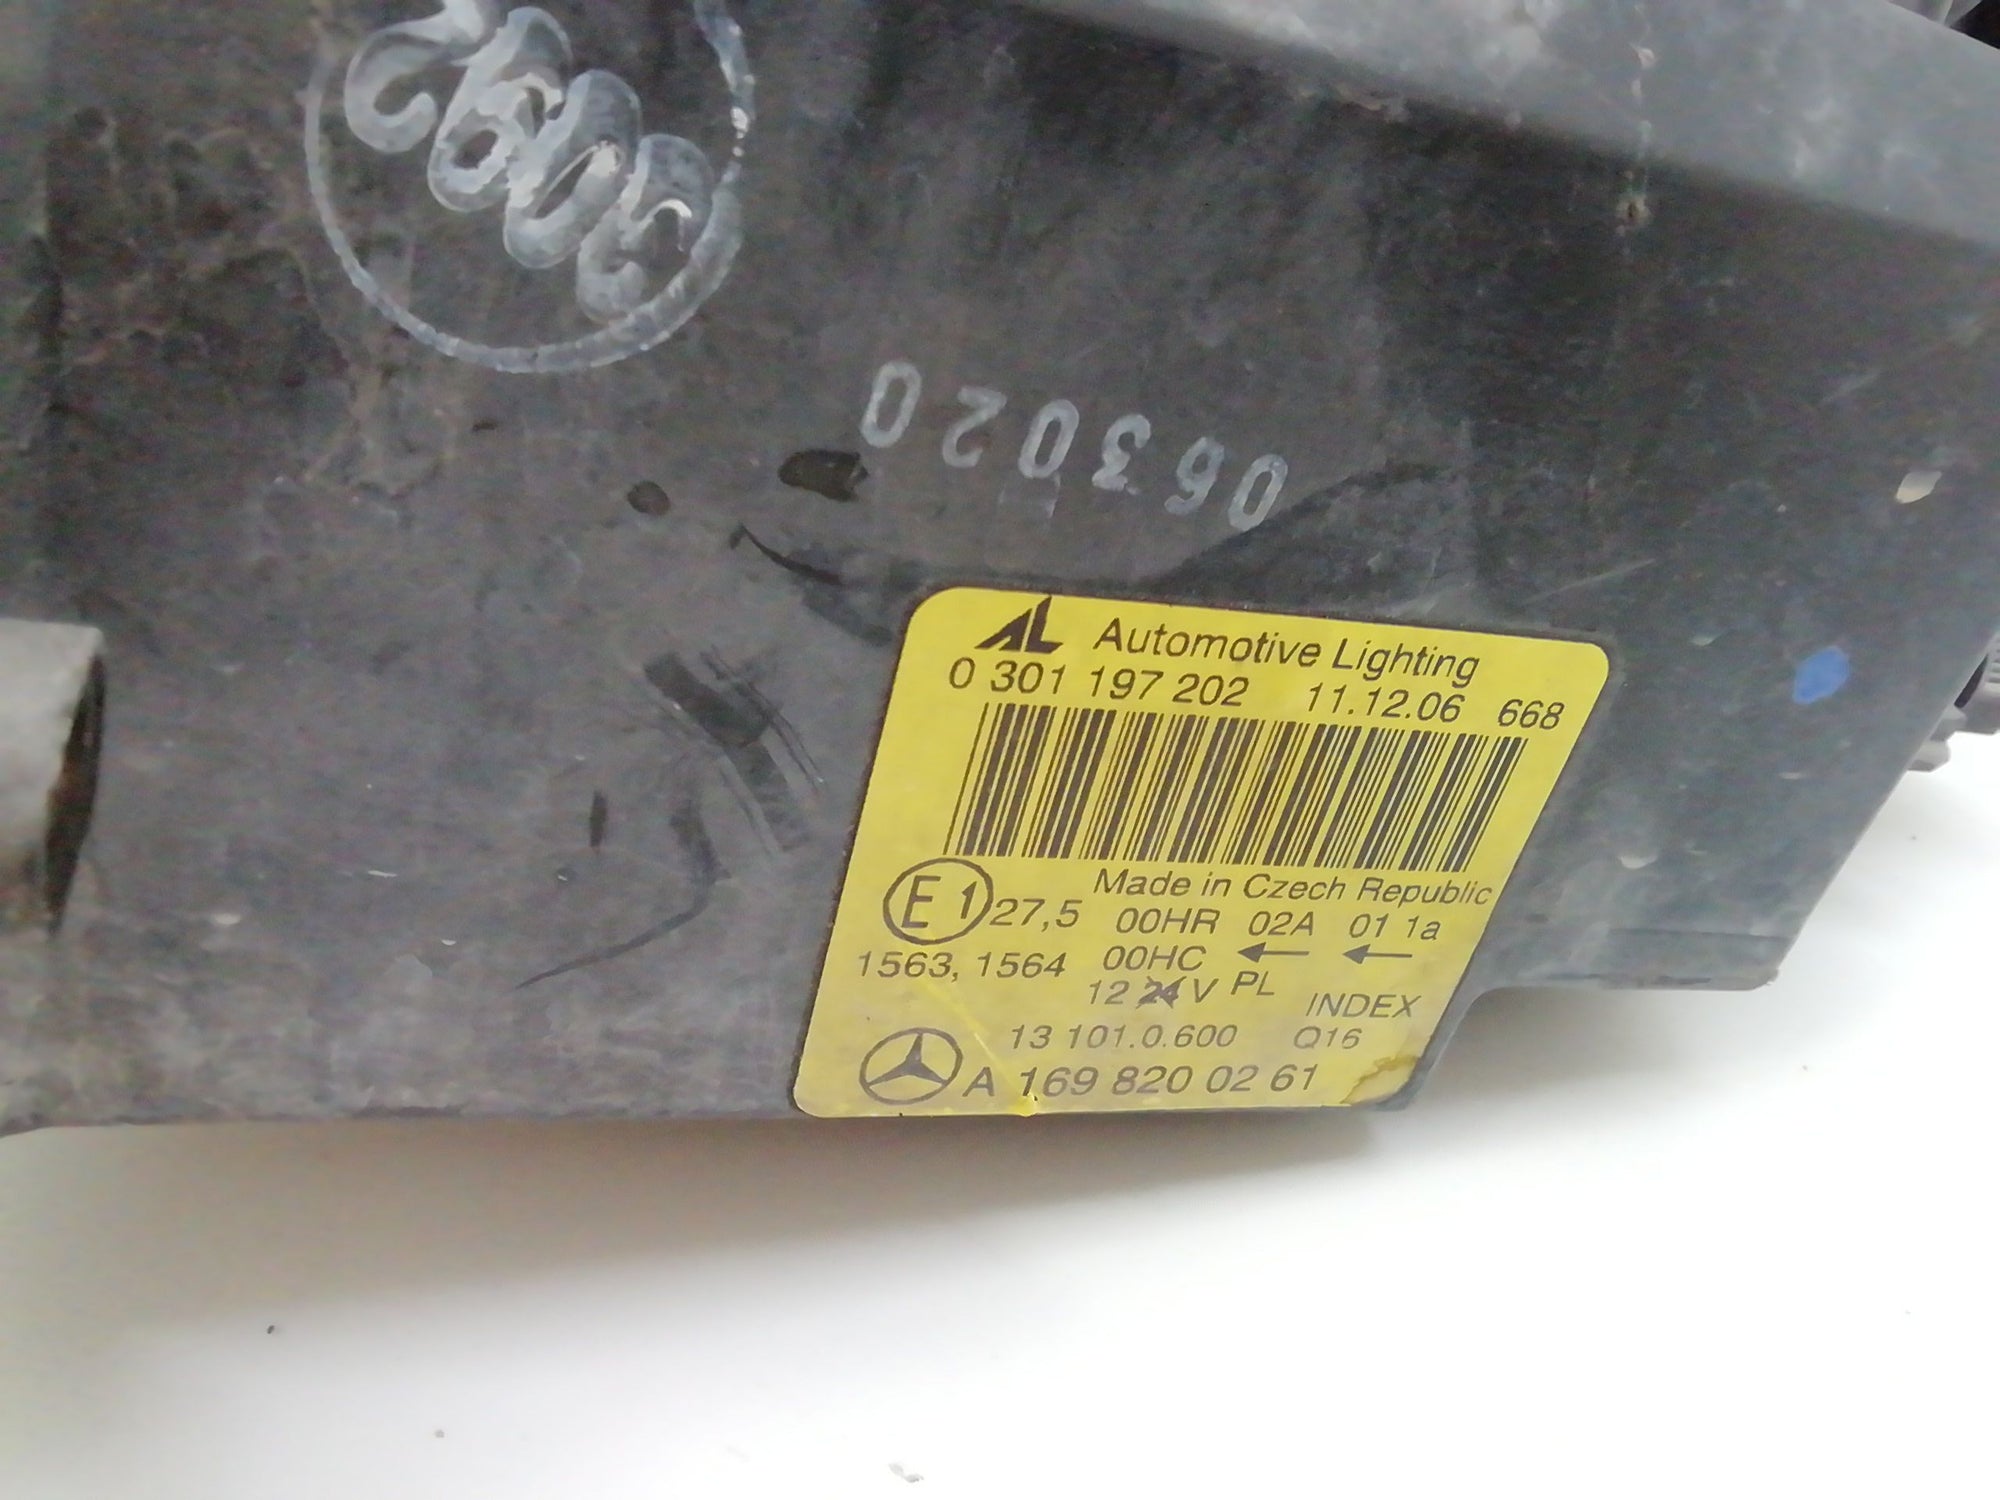 063020
AL Automotive Lighting
0 301 197 202 11.12.06 668
Made in Czech Republic
E1 27,5 00HR 02A 01 1a
1563, 1564 00HC ← ←
12 24 V PL
INDEX
13 101.0.600 Q16
A 169 820 02 61